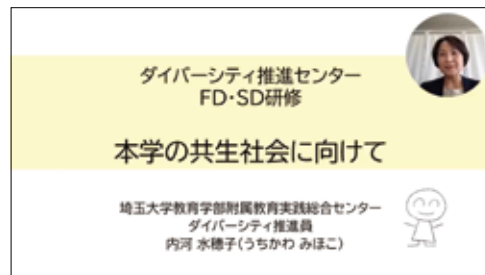 ダイバーシティ推進センター
FD・SD研修
本学の共生社会に向けて
埼玉大学教育学部附属教育実践総合センター
ダイバーシティ推進員
内河 水穂子(うちかわ みほこ)